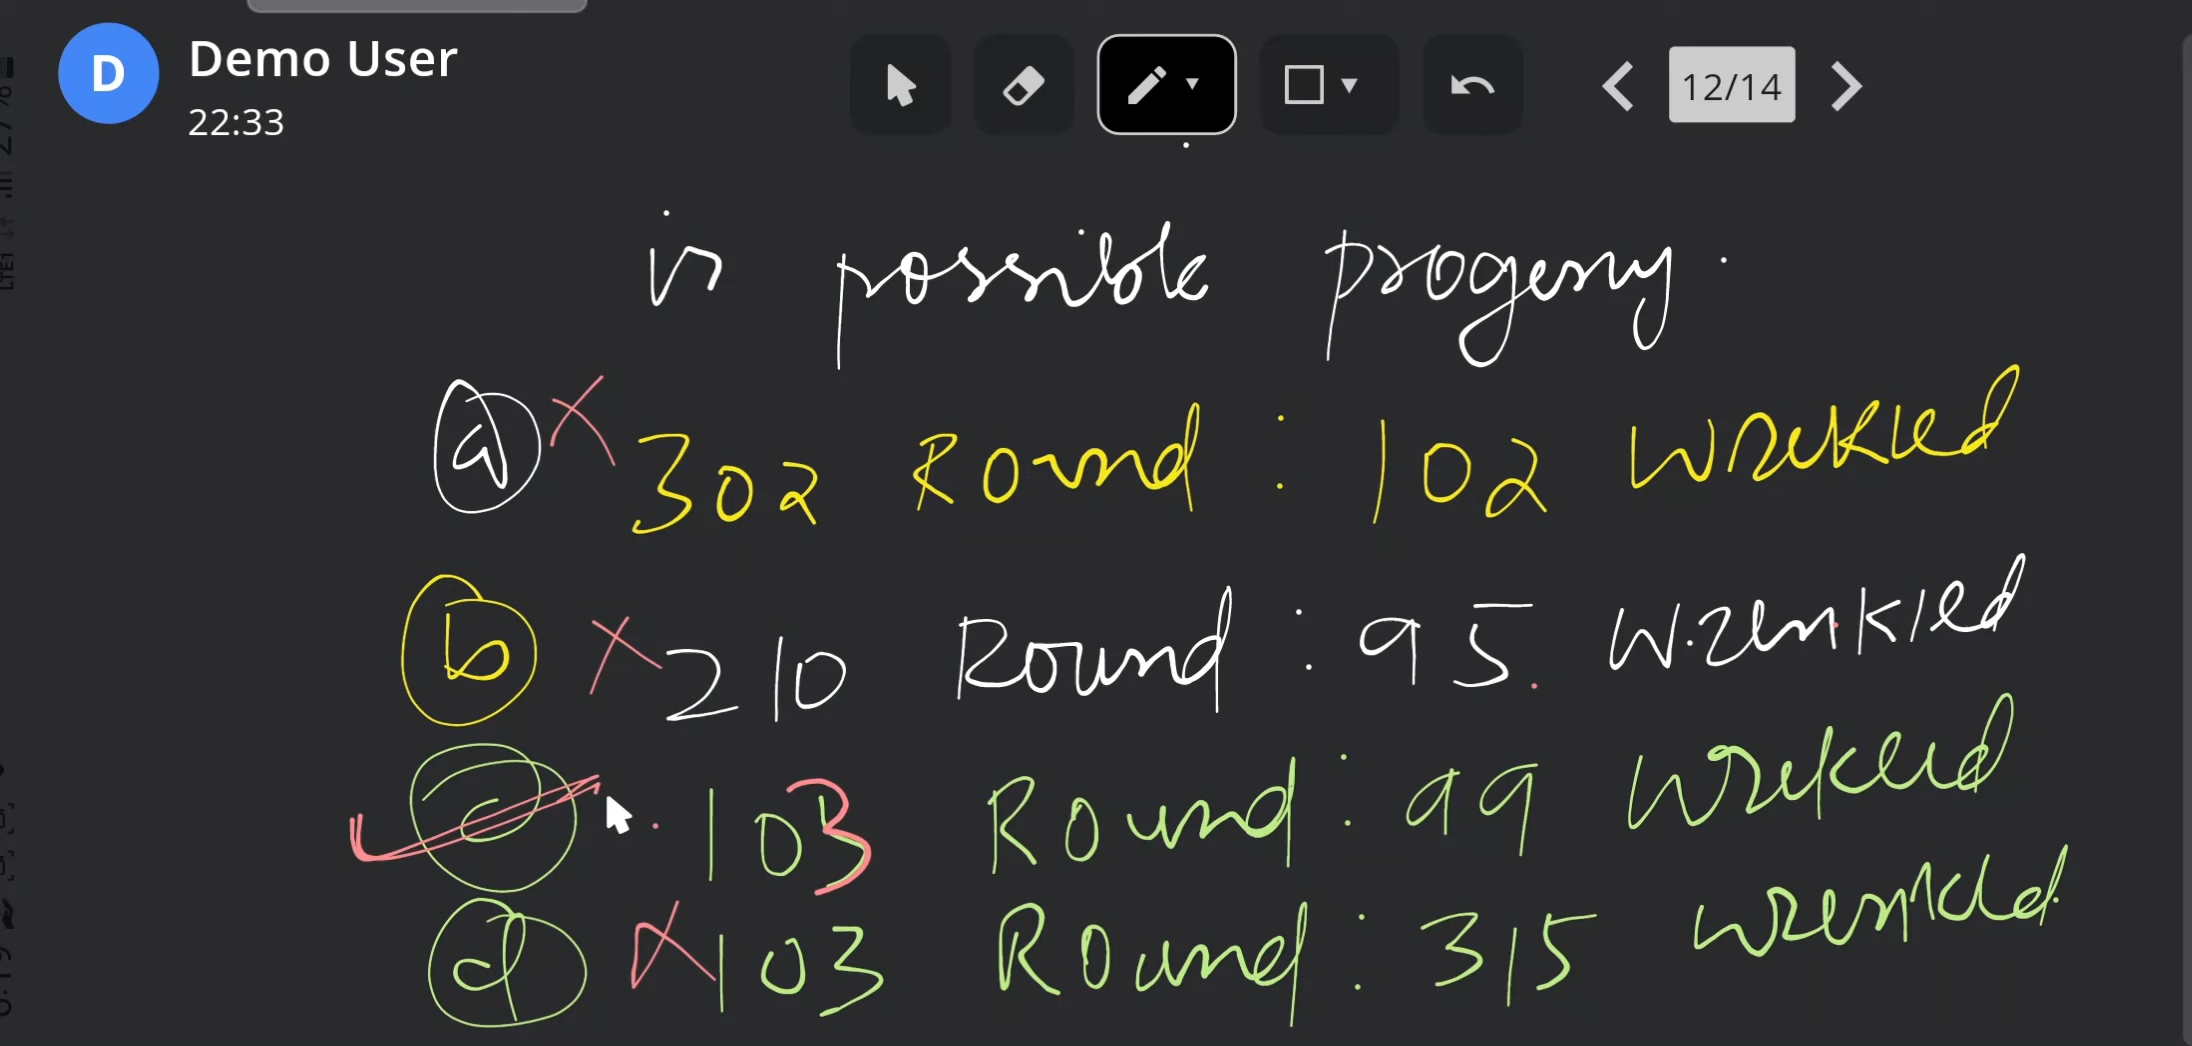 D Demo User
22:33
12/14
is possible progeny.
a 302 Round : 102 wrinkled
b 210 Round : 95 wrinkled
c 103 Round : 99 wrinkled
d 103 Round : 315 wrinkled